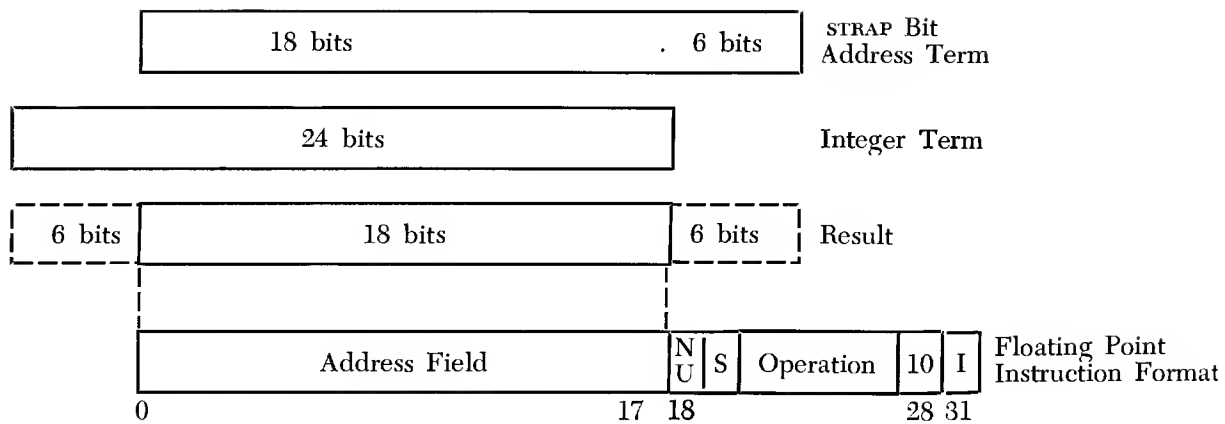 18 bits . 6 bits STRAP Bit
Address Term
24 bits Integer Term
6 bits 18 bits 6 bits Result
Address Field N U S Operation 10 I Floating Point
Instruction Format
0 17 18 28 31